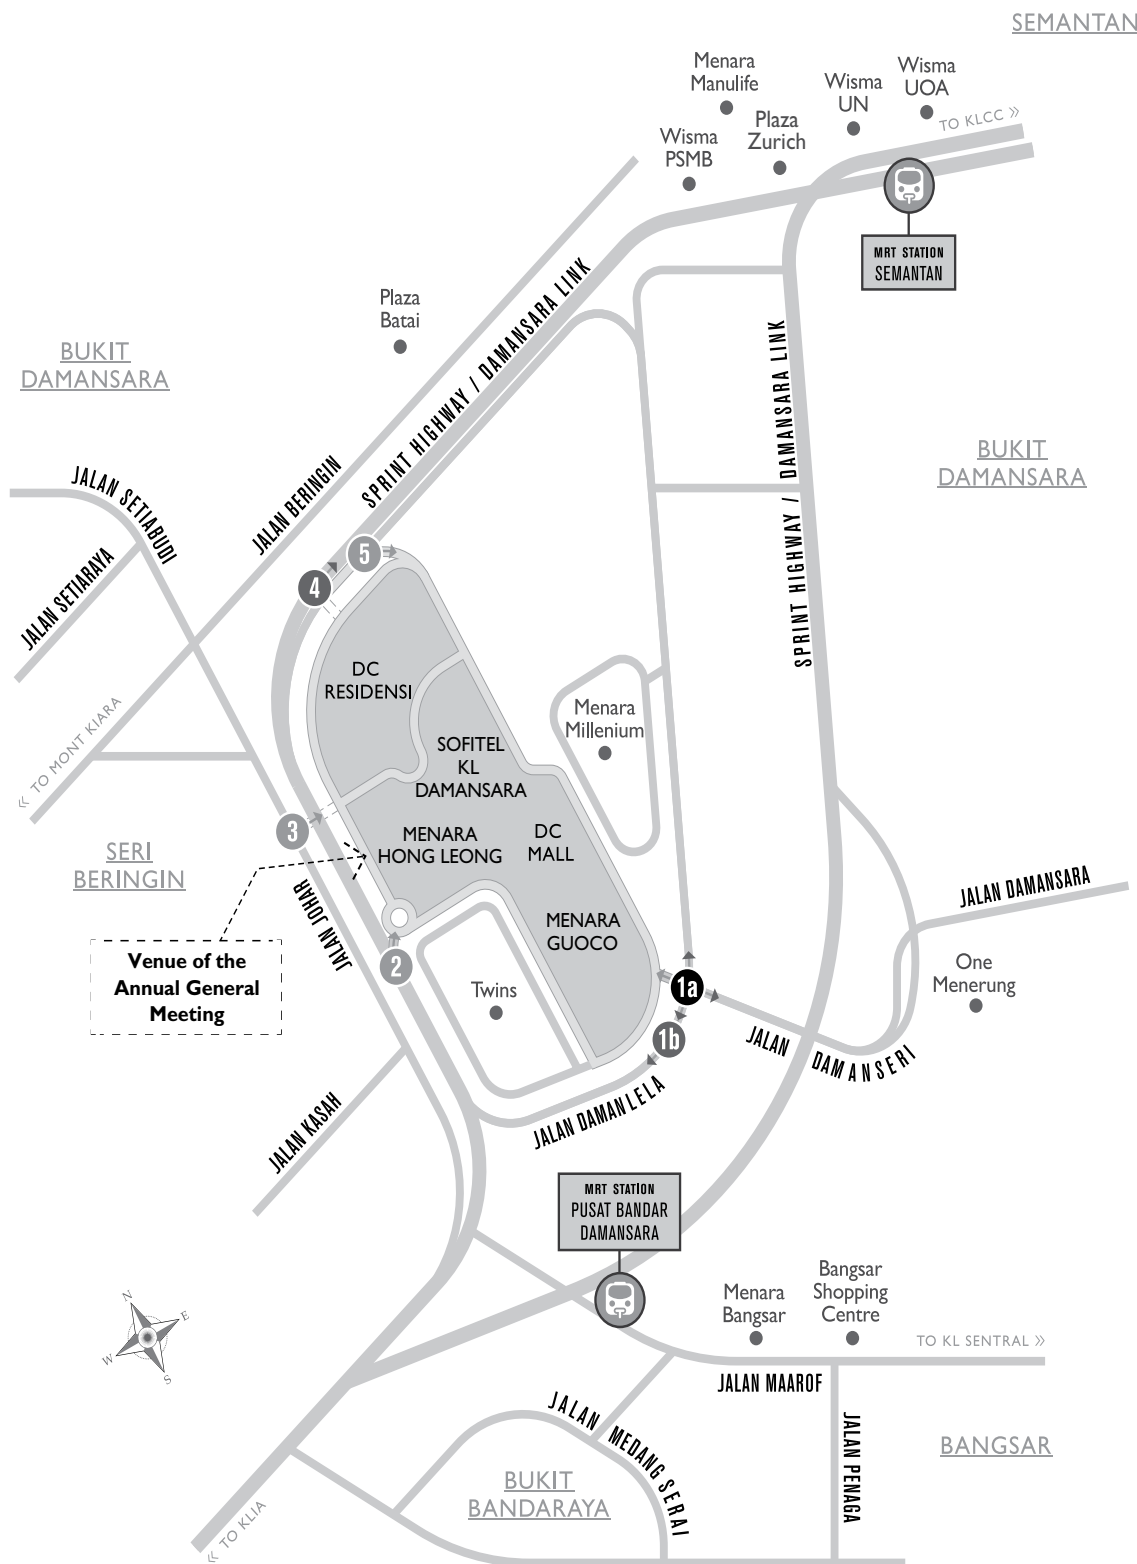 SEMANTAN
Menara
Manulife
Wisma
UOA
Wisma
UN
Plaza
Zurich
Wisma
PSMB
TO KLCC »
MRT STATION
SEMANTAN
Plaza
Batai
BUKIT
DAMANSARA
SPRINT HIGHWAY / DAMANSARA LINK
SPRINT HIGHWAY / DAMANSARA LINK
BUKIT
DAMANSARA
JALAN SETIABUDI
JALAN BERINGIN
JALAN SETIARAYA
5
4
DC
RESIDENSI
Menara
Millenium
« TO MONT KIARA
SOFITEL
KL
DAMANSARA
3
MENARA
HONG LEONG
DC
MALL
SERI
BERINGIN
JALAN JOHAR
JALAN DAMANSARA
MENARA
GUOCO
Venue of the
Annual General
Meeting
2
Twins
1a
One
Menerung
1b
JALAN DAMANSERI
JALAN KASAH
JALAN DAMANLELA
MRT STATION
PUSAT BANDAR
DAMANSARA
Menara
Bangsar
Bangsar
Shopping
Centre
N
E
W
S
TO KL SENTRAL »
JALAN MAAROF
JALAN MEDANG SERAI
JALAN PENAGA
BANGSAR
BUKIT
BANDARAYA
« TO KLIA